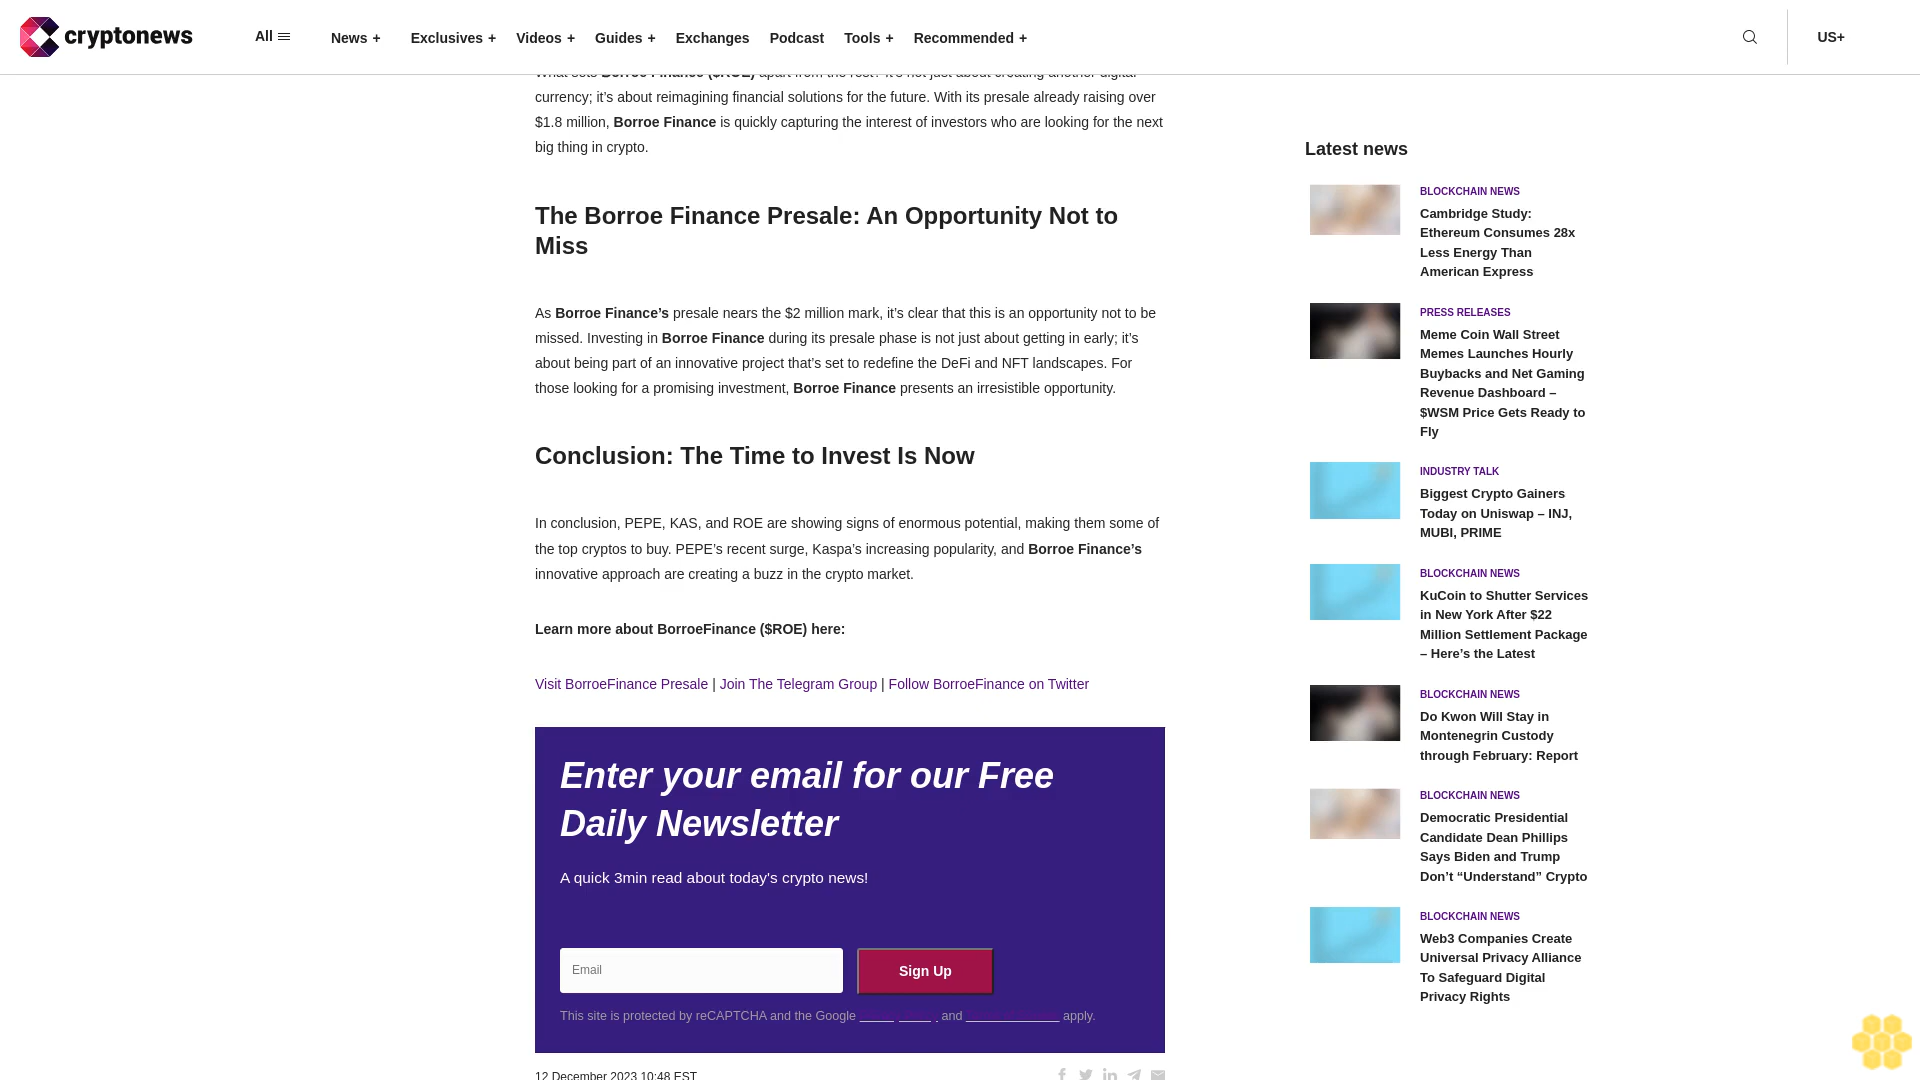 cryptonews
All
News +
Exclusives +
Videos +
Guides +
Exchanges
Podcast
Tools +
Recommended +
US+
What sets Borroe Finance ($ROE) apart from the rest? It’s not just about creating another digital
currency; it’s about reimagining financial solutions for the future. With its presale already raising over
$1.8 million, Borroe Finance is quickly capturing the interest of investors who are looking for the next
big thing in crypto.
The Borroe Finance Presale: An Opportunity Not to
Miss
As Borroe Finance’s presale nears the $2 million mark, it’s clear that this is an opportunity not to be
missed. Investing in Borroe Finance during its presale phase is not just about getting in early; it’s
about being part of an innovative project that’s set to redefine the DeFi and NFT landscapes. For
those looking for a promising investment, Borroe Finance presents an irresistible opportunity.
Conclusion: The Time to Invest Is Now
In conclusion, PEPE, KAS, and ROE are showing signs of enormous potential, making them some of
the top cryptos to buy. PEPE’s recent surge, Kaspa’s increasing popularity, and Borroe Finance’s
innovative approach are creating a buzz in the crypto market.
Learn more about BorroeFinance ($ROE) here:
Visit BorroeFinance Presale | Join The Telegram Group | Follow BorroeFinance on Twitter
Enter your email for our Free
Daily Newsletter
A quick 3min read about today's crypto news!
Email
Sign Up
This site is protected by reCAPTCHA and the Google and apply.
12 December 2023 10:48 EST
Latest news
BLOCKCHAIN NEWS
Cambridge Study:
Ethereum Consumes 28x
Less Energy Than
American Express
PRESS RELEASES
Meme Coin Wall Street
Memes Launches Hourly
Buybacks and Net Gaming
Revenue Dashboard –
$WSM Price Gets Ready to
Fly
INDUSTRY TALK
Biggest Crypto Gainers
Today on Uniswap – INJ,
MUBI, PRIME
BLOCKCHAIN NEWS
KuCoin to Shutter Services
in New York After $22
Million Settlement Package
– Here’s the Latest
BLOCKCHAIN NEWS
Do Kwon Will Stay in
Montenegrin Custody
through February: Report
BLOCKCHAIN NEWS
Democratic Presidential
Candidate Dean Phillips
Says Biden and Trump
Don’t “Understand” Crypto
BLOCKCHAIN NEWS
Web3 Companies Create
Universal Privacy Alliance
To Safeguard Digital
Privacy Rights